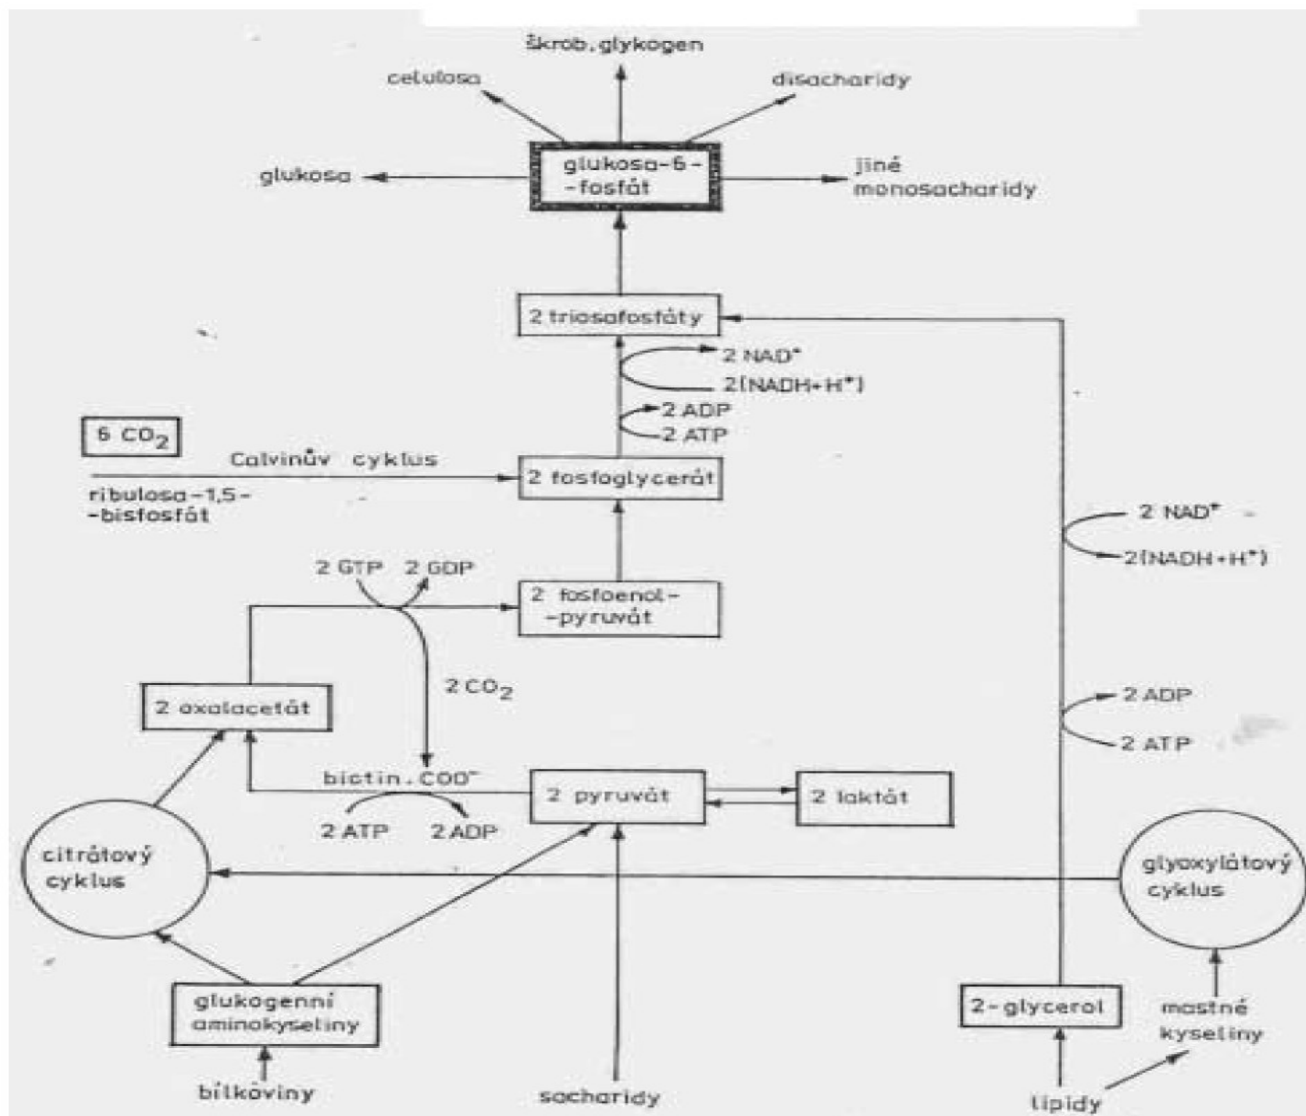 škrob, glykogen
celulosa
disacharidy
glukosa
glukosa-6-
-fosfát
jiné
monosacharidy
2 triosafosfáty
2 NAD⁺
2(NADH+H⁺)
2 ADP
2 ATP
6 CO₂
Calvinův cyklus
ribulosa-1,5-
-bisfosfát
2 fosfoglycerát
2 NAD⁺
2(NADH+H⁺)
2 GTP 2 GDP
2 fosfoenol-
-pyruvát
2 CO₂
2 oxalacetát
2 ADP
2 ATP
biotin.COO⁻
2 ATP 2 ADP
2 pyruvát
2 laktát
citrátový
cyklus
glyoxylátový
cyklus
glukogenní
aminokyseliny
2-glycerol
mastné
kyseliny
bílkoviny
sacharidy
lipidy